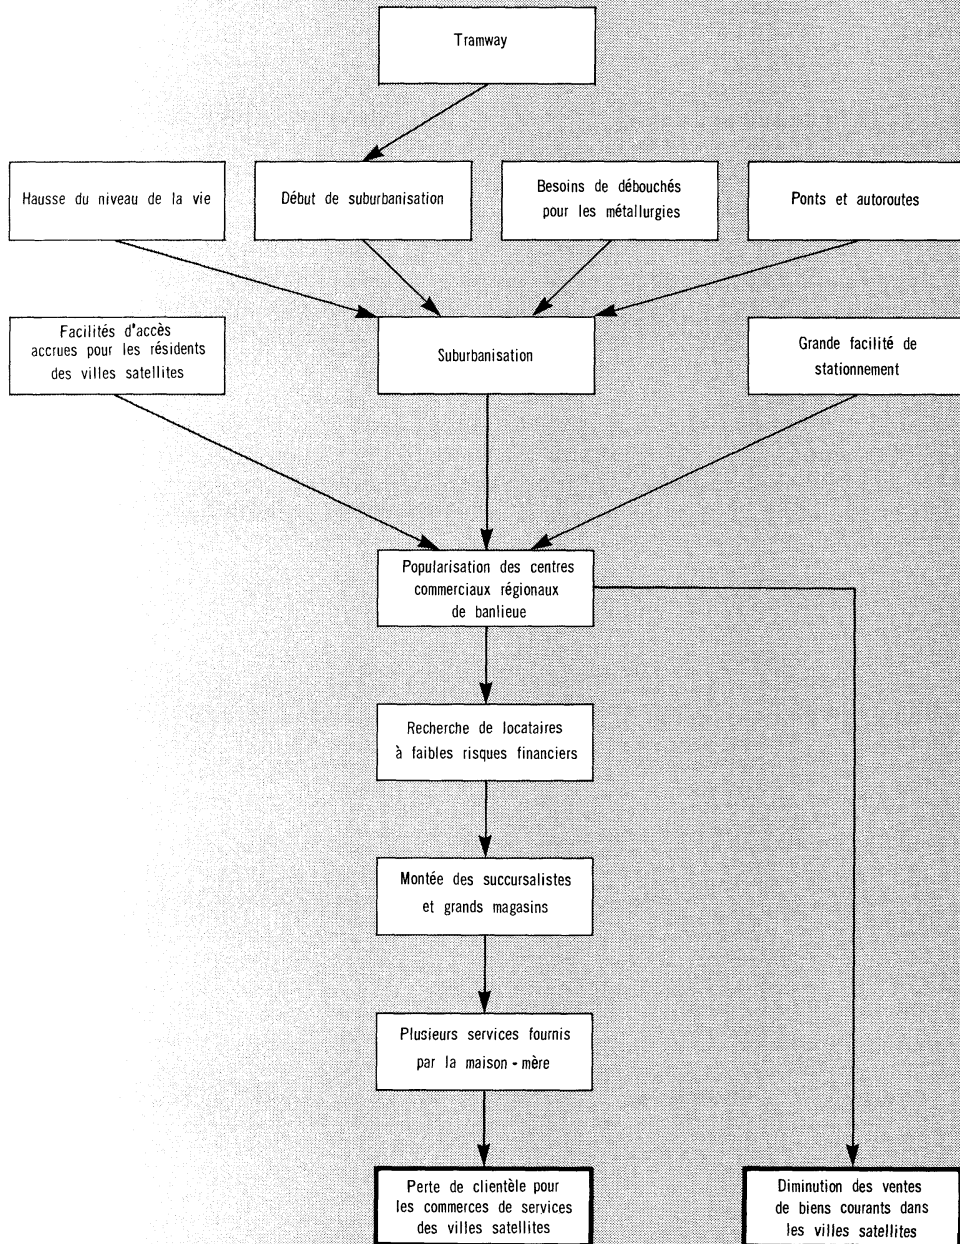 Tramway
Hausse du niveau de la vie
Début de suburbanisation
Besoins de débouchés
pour les métallurgies
Ponts et autoroutes
Facilités d'accès
accrues pour les résidents
des villes satellites
Suburbanisation
Grande facilité de
stationnement
Popularisation des centres
commerciaux régionaux
de banlieue
Recherche de locataires
à faibles risques financiers
Montée des succursalistes
et grands magasins
Plusieurs services fournis
par la maison-mère
Perte de clientèle pour
les commerces de services
des villes satellites
Diminution des ventes
de biens courants dans
les villes satellites